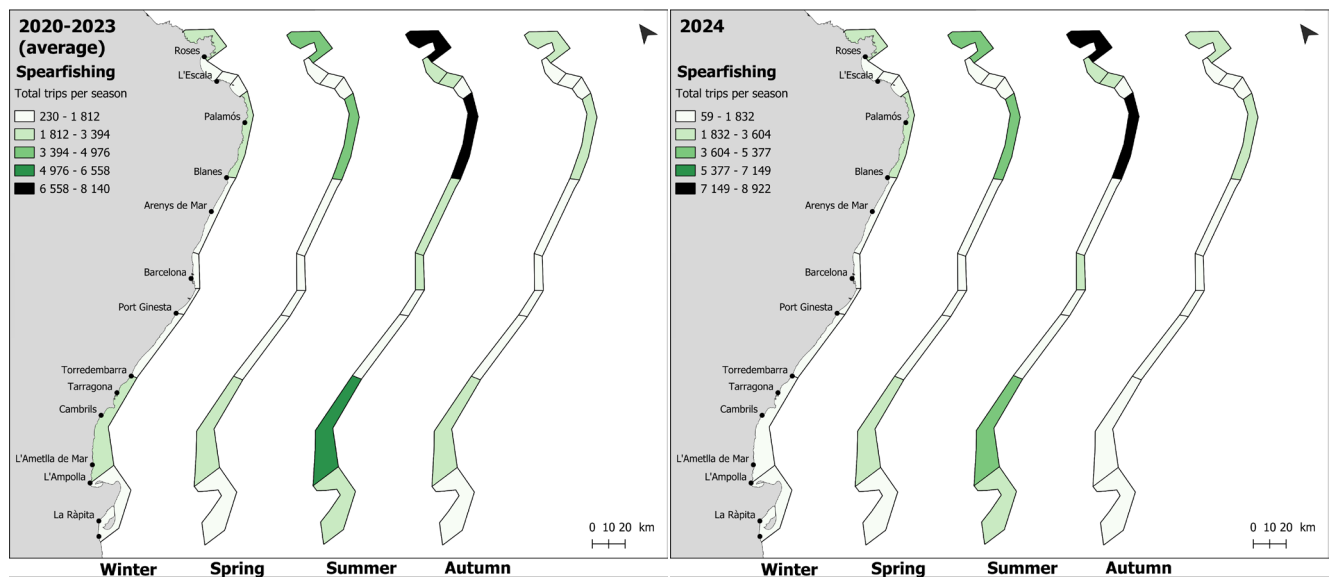 2020-2023
(average)
Spearfishing
Total trips per season
230 - 1 812
1 812 - 3 394
3 394 - 4 976
4 976 - 6 558
6 558 - 8 140
Roses
L'Escala
Palamós
Blanes
Arenys de Mar
Barcelona
Port Ginesta
Torredembarra
Tarragona
Cambrils
L'Ametlla de Mar
L'Ampolla
La Ràpita
0 10 20 km
Winter Spring Summer Autumn
2024
Spearfishing
Total trips per season
59 - 1 832
1 832 - 3 604
3 604 - 5 377
5 377 - 7 149
7 149 - 8 922
Roses
L'Escala
Palamós
Blanes
Arenys de Mar
Barcelona
Port Ginesta
Torredembarra
Tarragona
Cambrils
L'Ametlla de Mar
L'Ampolla
La Ràpita
0 10 20 km
Winter Spring Summer Autumn